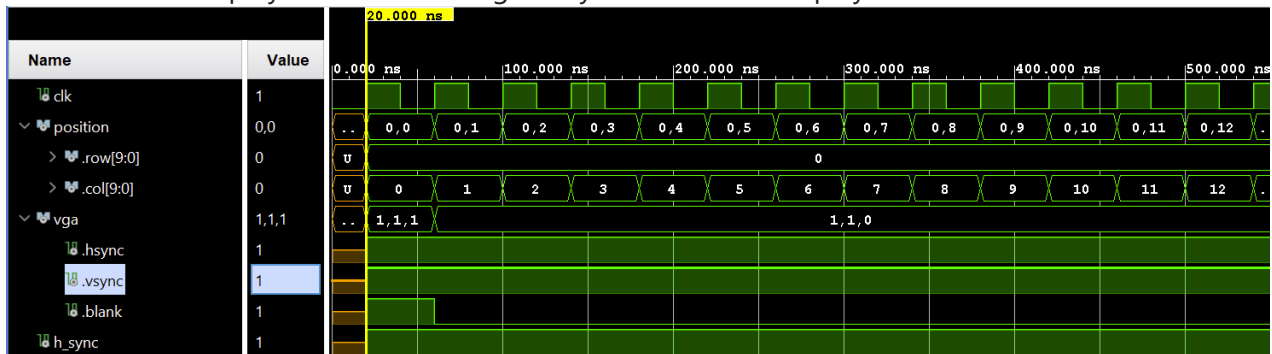 20.000 ns
Name Value
0.000 ns 100.000 ns 200.000 ns 300.000 ns 400.000 ns 500.000 ns
clk 1
position 0,0 .. 0,0 0,1 0,2 0,3 0,4 0,5 0,6 0,7 0,8 0,9 0,10 0,11 0,12 .
.row[9:0] 0 U 0
.col[9:0] 0 U 0 1 2 3 4 5 6 7 8 9 10 11 12 .
vga 1,1,1 .. 1,1,1 1,1,0
.hsync 1
.vsync 1
.blank 1
h_sync 1